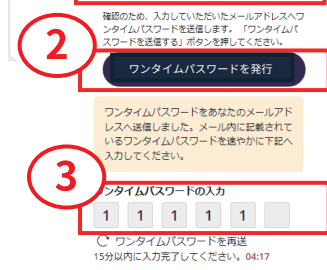 確認のため、入力していただいたメールアドレスへワ
ンタイムパスワードを送信します。「ワンタイムパ
スワードを送信する」ボタンを押してください。
2
ワンタイムパスワードを発行
ワンタイムパスワードをあなたのメールアド
レスへ送信しました。メール内に記載されて
いるワンタイムパスワードを速やかに下記へ
入力してください。
3
ンタイムパスワードの入力
1 1 1 1 1
ワンタイムパスワードを再送
15分以内に入力完了してください。04:17